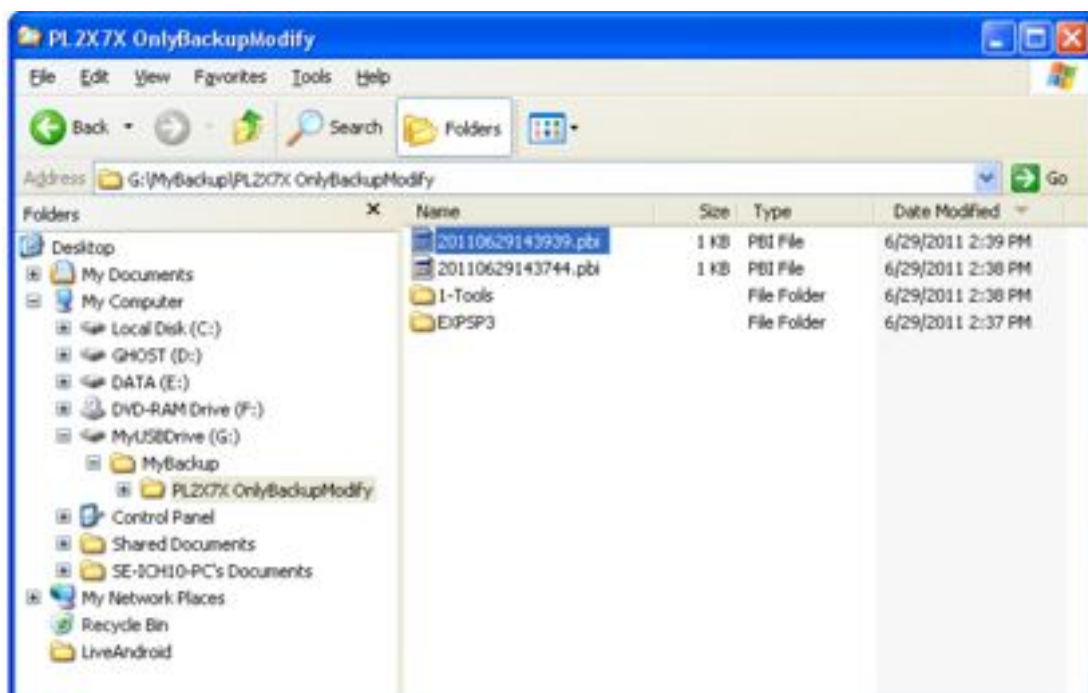 PL2X7X OnlyBackupModify
File Edit View Favorites Tools Help
Back Search Folders
Address G:\MyBackup\PL2X7X OnlyBackupModify Go
Folders Name Size Type Date Modified
Desktop
My Documents
My Computer
Local Disk (C:)
GHOST (D:)
DATA (E:)
DVD-RAM Drive (F:)
MyUSBDrive (G:)
MyBackup
PL2X7X OnlyBackupModify
Control Panel
Shared Documents
SE-ICH10-PC's Documents
My Network Places
Recycle Bin
LiveAndroid
20110629143939.pbi 1 KB PBI File 6/29/2011 2:39 PM
20110629143744.pbi 1 KB PBI File 6/29/2011 2:38 PM
1-Tools File Folder 6/29/2011 2:38 PM
EXPSP3 File Folder 6/29/2011 2:37 PM